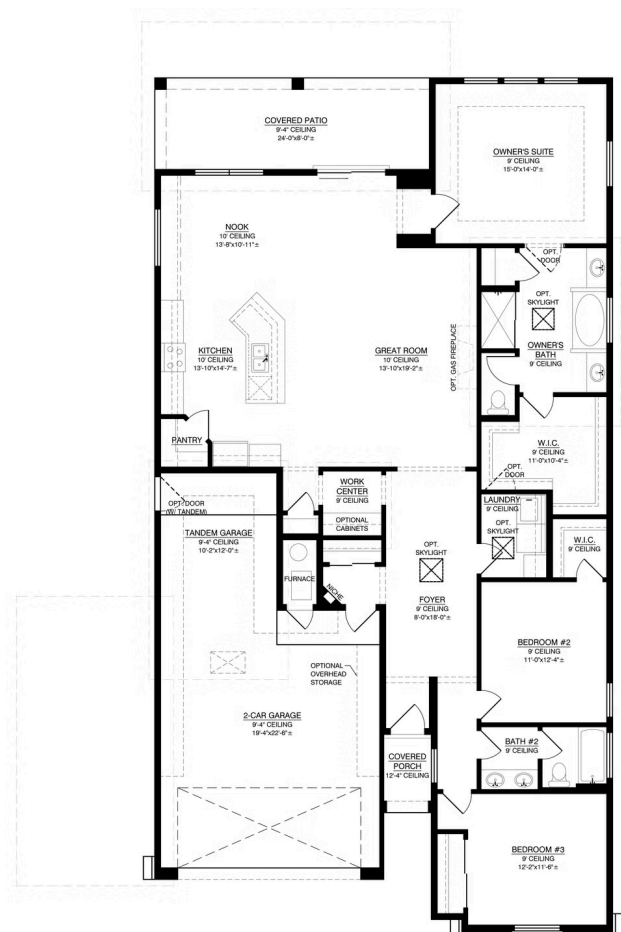 COVERED PATIO
9'-4" CEILING
24'-0"x8'-0"±
OWNER'S SUITE
9' CEILING
15'-0"x14'-0"±
NOOK
10' CEILING
13'-8"x10'-11"±
OPT.
DOOR
OPT.
SKYLIGHT
OWNER'S
BATH
9' CEILING
KITCHEN
10' CEILING
13'-10"x14'-7"±
GREAT ROOM
10' CEILING
13'-10x19'-2"±
OPT. GAS FIREPLACE
PANTRY
W.I.C.
9' CEILING
11'-0"x10'-4"±
OPT.
DOOR
OPT. DOOR
(W/ TANDEM)
WORK
CENTER
9' CEILING
OPTIONAL
CABINETS
LAUNDRY
9' CEILING
OPT.
SKYLIGHT
TANDEM GARAGE
9'-4" CEILING
10'-2"x12'-0"±
OPT.
SKYLIGHT
W.I.C.
9' CEILING
FURNACE
NICHE
FOYER
9' CEILING
8'-0"x18'-0"±
BEDROOM #2
9' CEILING
11'-0"x12'-4"±
OPTIONAL
OVERHEAD
STORAGE
2-CAR GARAGE
9'-4" CEILING
19'-4"x22'-6"±
COVERED
PORCH
12'-4" CEILING
BATH #2
9' CEILING
BEDROOM #3
9' CEILING
12'-2"x11'-6"±